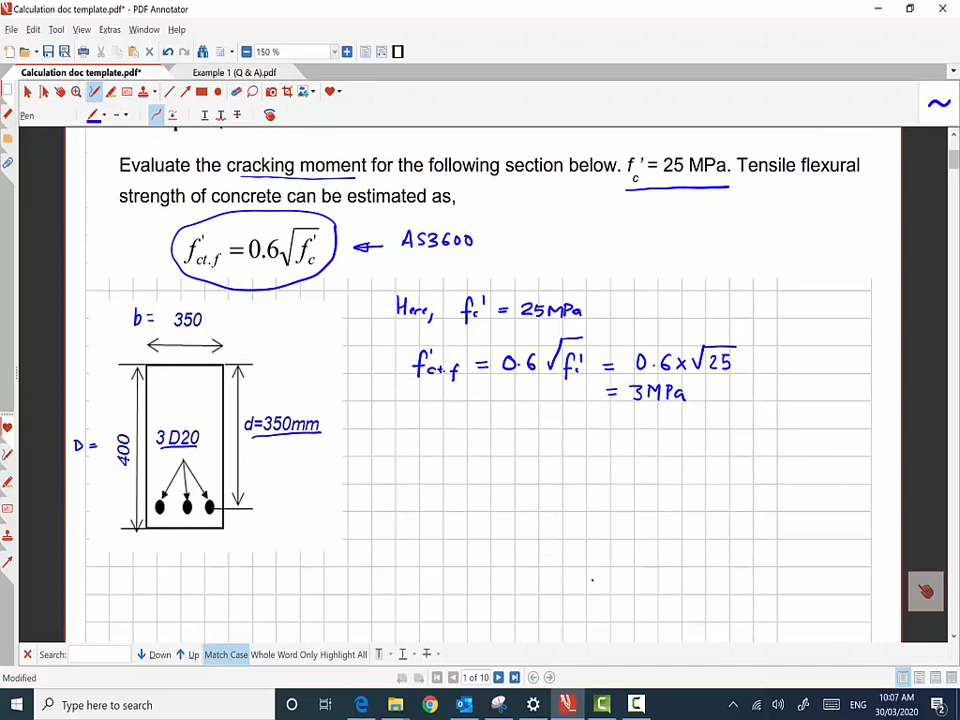 Calculation doc template.pdf* - PDF Annotator
File Edit Tool View Extras Window Help
150 %
Calculation doc template.pdf* Example 1 (Q & A).pdf
Pen
Evaluate the cracking moment for the following section below. f c ' = 25 MPa. Tensile flexural
strength of concrete can be estimated as,
f'ct.f = 0.6√f'c ← AS3600
Here, fc' = 25MPa
b = 350
f'ct.f = 0.6 √fc' = 0.6×√25
= 3MPa
d=350mm
3 D20
D = 400
Search: Down Up Match Case Whole Word Only Highlight All
Modified 1 of 10
Type here to search
10:07 AM
30/03/2020
2